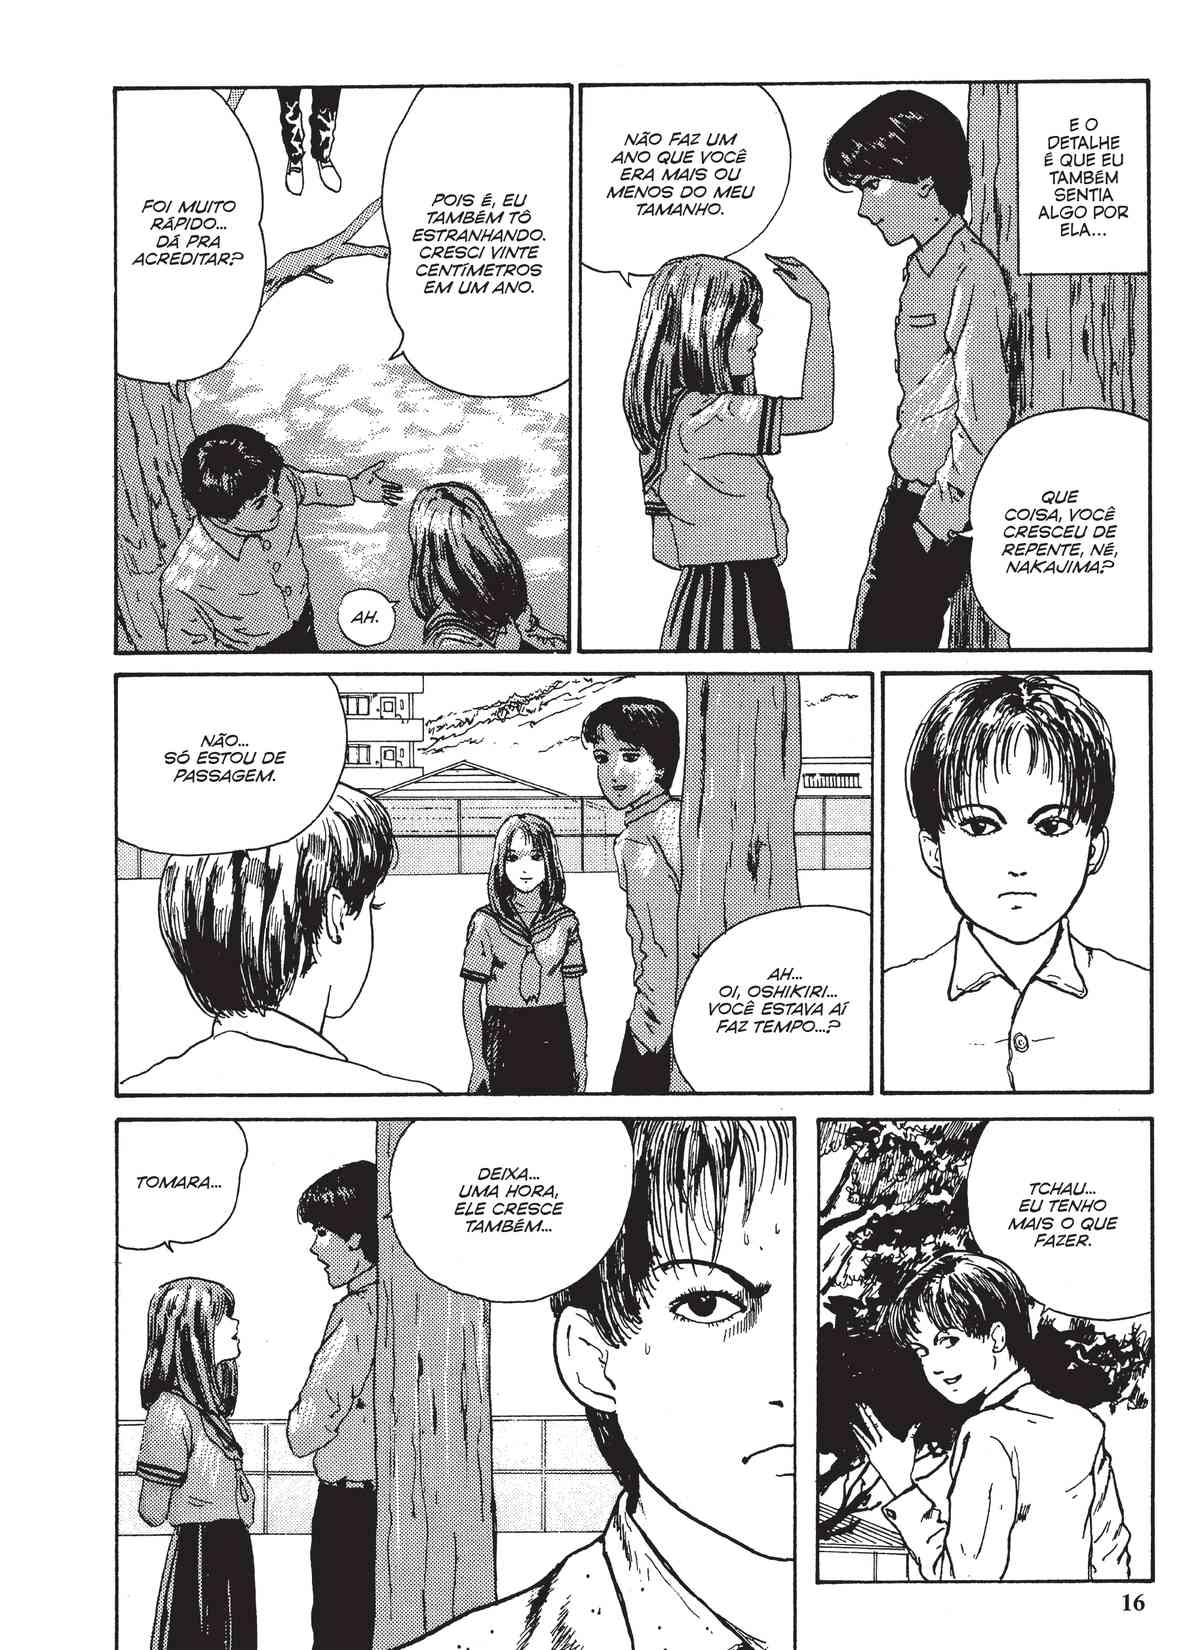 E O
DETALHE
É QUE EU
TAMBÉM
SENTIA
ALGO POR
ELA...
NÃO FAZ UM
ANO QUE VOCÊ
ERA MAIS OU
MENOS DO MEU
TAMANHO.
QUE
COISA, VOCÊ
CRESCEU DE
REPENTE, NÉ,
NAKAJIMA?
POIS É, EU
TAMBÉM TÔ
ESTRANHANDO.
CRESCI VINTE
CENTÍMETROS
EM UM ANO.
FOI MUITO
RÁPIDO...
DÁ PRA
ACREDITAR?
AH.
AH...
OI, OSHIKIRI...
VOCÊ ESTAVA AÍ
FAZ TEMPO...?
NÃO...
SÓ ESTOU DE
PASSAGEM.
TCHAU...
EU TENHO
MAIS O QUE
FAZER.
DEIXA...
UMA HORA,
ELE CRESCE
TAMBÉM...
TOMARA...
16